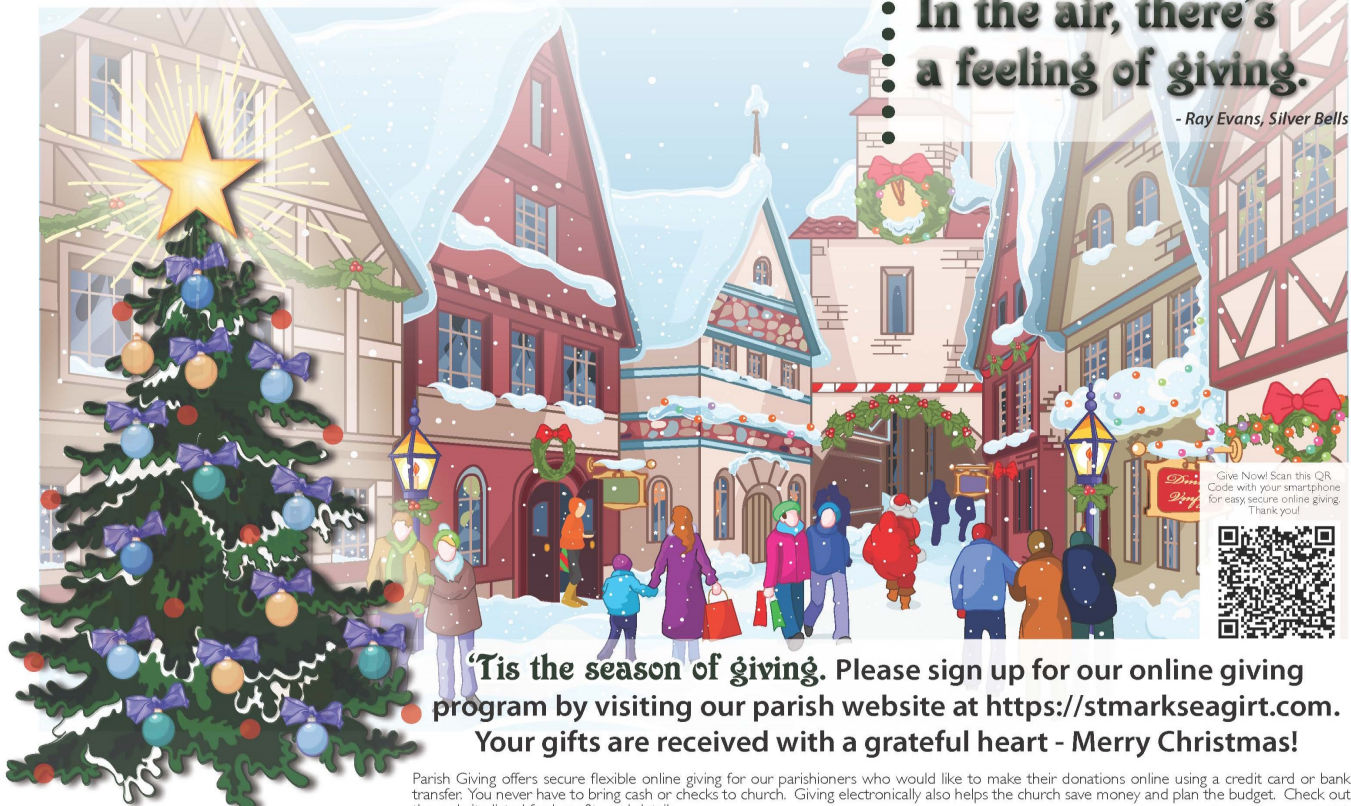 In the air, there's
a feeling of giving.
- Ray Evans, Silver Bells
Give Now! Scan this QR
Code with your smartphone
for easy, secure online giving.
Thank you!
‘Tis the season of giving. Please sign up for our online giving
program by visiting our parish website at https://stmarkseagirt.com.
Your gifts are received with a grateful heart - Merry Christmas!
Parish Giving offers secure flexible online giving for our parishioners who would like to make their donations online using a credit card or bank
transfer. You never have to bring cash or checks to church. Giving electronically also helps the church save money and plan the budget. Check out